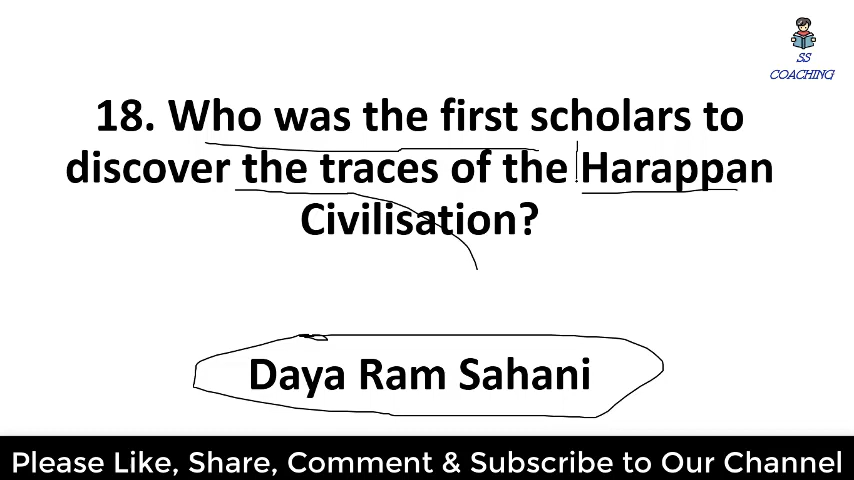 SS
COACHING
18. Who was the first scholars to
discover the traces of the Harappan
Civilisation?
Daya Ram Sahani
Please Like, Share, Comment & Subscribe to Our Channel